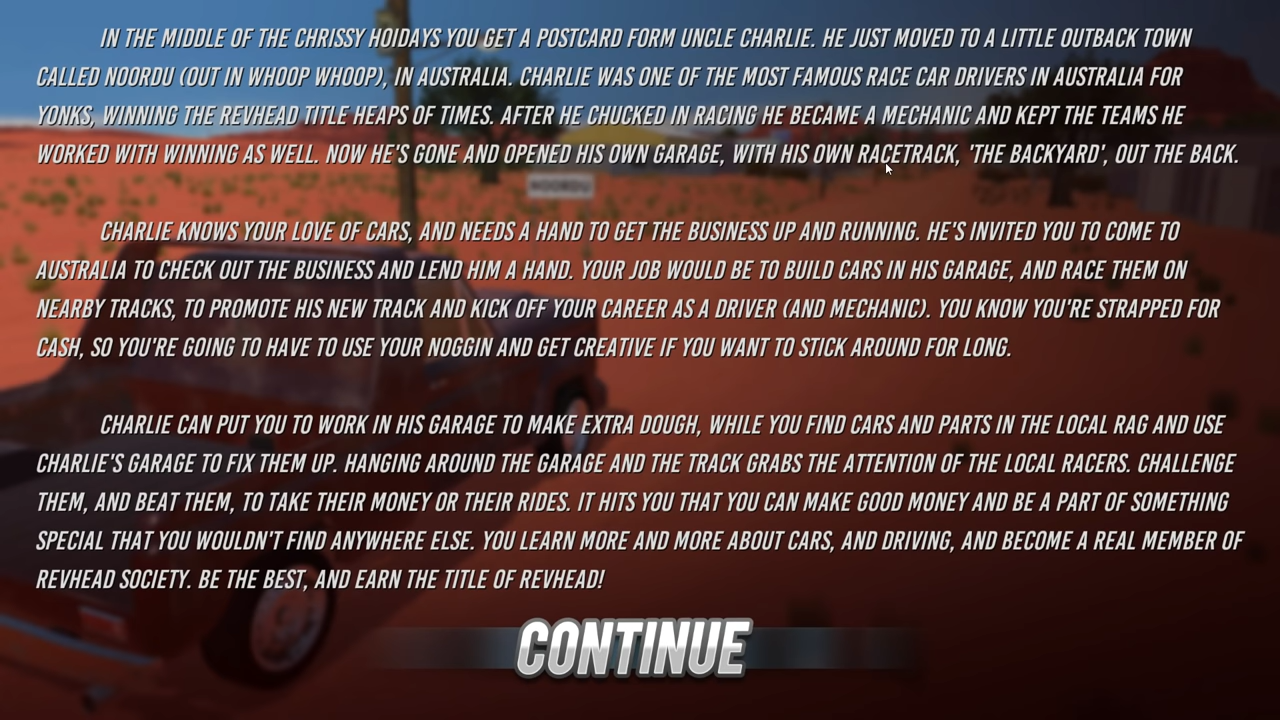 IN THE MIDDLE OF THE CHRISSY HOIDAYS YOU GET A POSTCARD FORM UNCLE CHARLIE. HE JUST MOVED TO A LITTLE OUTBACK TOWN
CALLED NOORDU (OUT IN WHOOP WHOOP), IN AUSTRALIA. CHARLIE WAS ONE OF THE MOST FAMOUS RACE CAR DRIVERS IN AUSTRALIA FOR
YONKS, WINNING THE REVHEAD TITLE HEAPS OF TIMES. AFTER HE CHUCKED IN RACING HE BECAME A MECHANIC AND KEPT THE TEAMS HE
WORKED WITH WINNING AS WELL. NOW HE'S GONE AND OPENED HIS OWN GARAGE, WITH HIS OWN RACETRACK, 'THE BACKYARD', OUT THE BACK.
NOORDU
CHARLIE KNOWS YOUR LOVE OF CARS, AND NEEDS A HAND TO GET THE BUSINESS UP AND RUNNING. HE'S INVITED YOU TO COME TO
AUSTRALIA TO CHECK OUT THE BUSINESS AND LEND HIM A HAND. YOUR JOB WOULD BE TO BUILD CARS IN HIS GARAGE, AND RACE THEM ON
NEARBY TRACKS, TO PROMOTE HIS NEW TRACK AND KICK OFF YOUR CAREER AS A DRIVER (AND MECHANIC). YOU KNOW YOU'RE STRAPPED FOR
CASH, SO YOU'RE GOING TO HAVE TO USE YOUR NOGGIN AND GET CREATIVE IF YOU WANT TO STICK AROUND FOR LONG.
CHARLIE CAN PUT YOU TO WORK IN HIS GARAGE TO MAKE EXTRA DOUGH, WHILE YOU FIND CARS AND PARTS IN THE LOCAL RAG AND USE
CHARLIE'S GARAGE TO FIX THEM UP. HANGING AROUND THE GARAGE AND THE TRACK GRABS THE ATTENTION OF THE LOCAL RACERS. CHALLENGE
THEM, AND BEAT THEM, TO TAKE THEIR MONEY OR THEIR RIDES. IT HITS YOU THAT YOU CAN MAKE GOOD MONEY AND BE A PART OF SOMETHING
SPECIAL THAT YOU WOULDN'T FIND ANYWHERE ELSE. YOU LEARN MORE AND MORE ABOUT CARS, AND DRIVING, AND BECOME A REAL MEMBER OF
REVHEAD SOCIETY. BE THE BEST, AND EARN THE TITLE OF REVHEAD!
CONTINUE